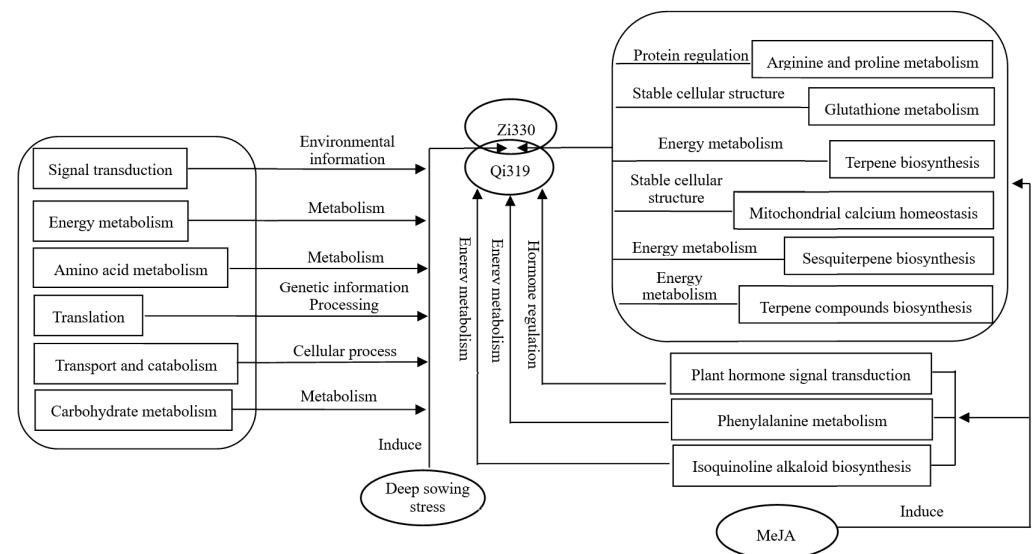 Signal transduction
Energy metabolism
Amino acid metabolism
Translation
Transport and catabolism
Carbohydrate metabolism
Environmental
information
Metabolism
Metabolism
Genetic information
Processing
Cellular process
Metabolism
Induce
Deep sowing
stress
Zi330
Qi319
Energy metabolism
Energy metabolism
Hormone regulation
Protein regulation
Arginine and proline metabolism
Stable cellular structure
Glutathione metabolism
Energy metabolism
Terpene biosynthesis
Stable cellular
structure
Mitochondrial calcium homeostasis
Energy metabolism
Sesquiterpene biosynthesis
Energy
metabolism
Terpene compounds biosynthesis
Plant hormone signal transduction
Phenylalanine metabolism
Isoquinoline alkaloid biosynthesis
Induce
MeJA